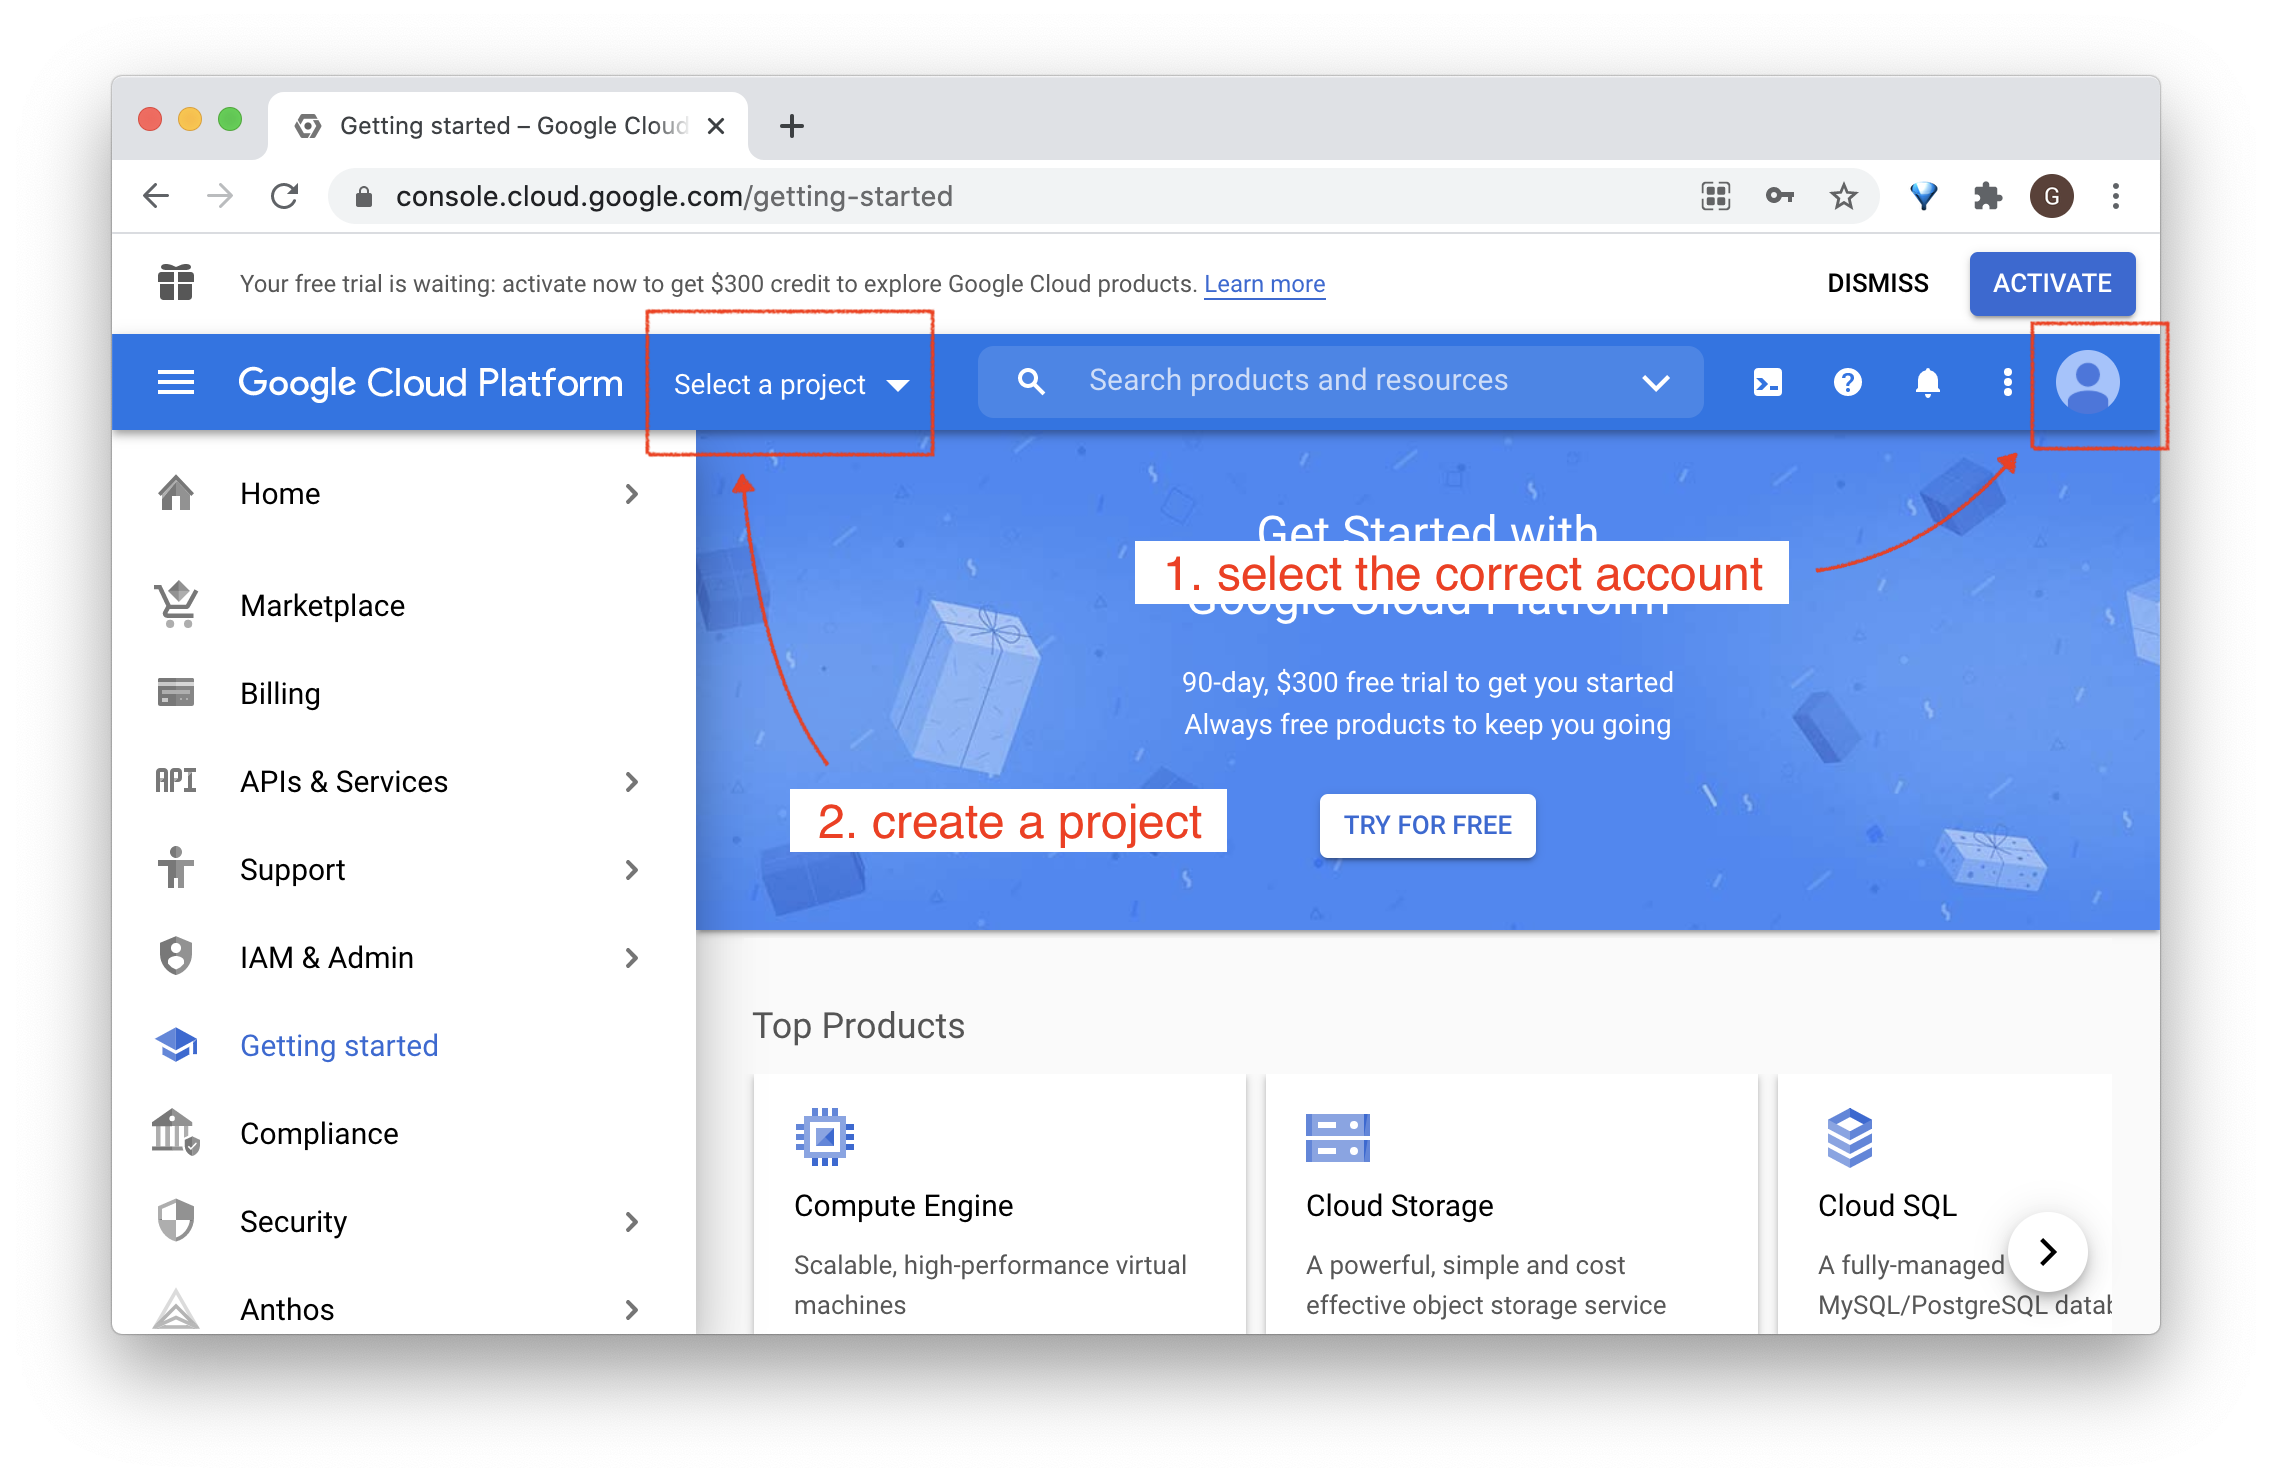 Getting started – Google Cloud
console.cloud.google.com/getting-started
G
Your free trial is waiting: activate now to get $300 credit to explore Google Cloud products. Learn more
DISMISS
ACTIVATE
Google Cloud Platform
Select a project
Search products and resources
Home
Marketplace
Billing
API
APIs & Services
Support
IAM & Admin
Getting started
Compliance
Security
Anthos
Get Started with
1. select the correct account
Google Cloud Platform
90-day, $300 free trial to get you started
Always free products to keep you going
2. create a project
TRY FOR FREE
Top Products
Compute Engine
Scalable, high-performance virtual
machines
Cloud Storage
A powerful, simple and cost
effective object storage service
Cloud SQL
A fully-managed
MySQL/PostgreSQL datab